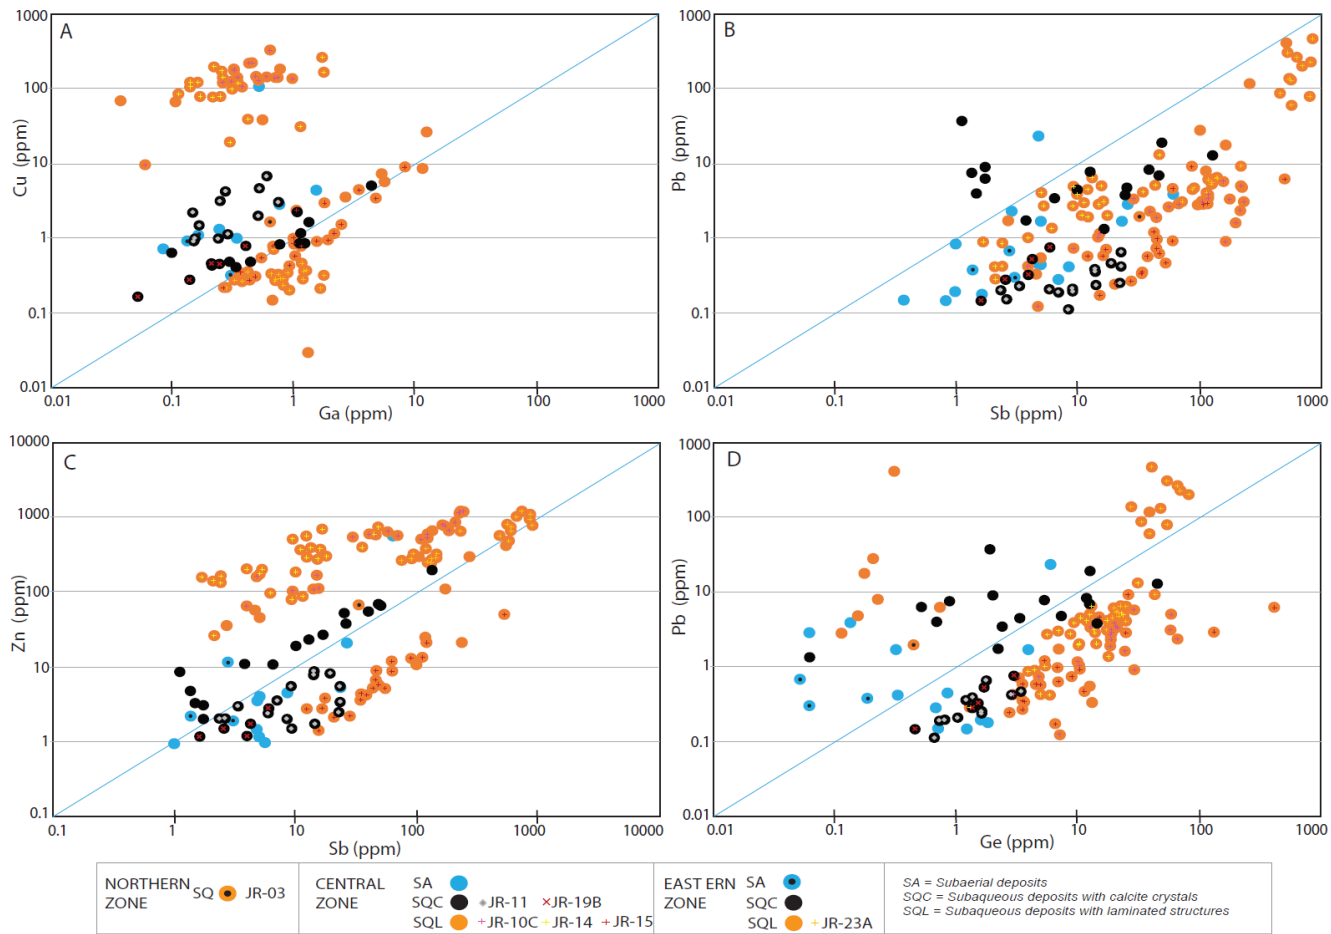 A
Cu (ppm)
1000
100
10
1
0.1
0.01
0.01
0.1
1
10
100
1000
Ga (ppm)
B
Pb (ppm)
1000
100
10
1
0.1
0.01
0.01
0.1
1
10
100
1000
Sb (ppm)
C
Zn (ppm)
10000
1000
100
10
1
0.1
0.1
1
10
100
1000
10000
Sb (ppm)
D
Pb (ppm)
1000
100
10
1
0.1
0.01
0.01
0.1
1
10
100
1000
Ge (ppm)
NORTHERN ZONE
SQ JR-03
CENTRAL ZONE
SA
SQC JR-11 JR-19B
SQL JR-10C JR-14 JR-15
EAST ERN ZONE
SA
SQC
SQL JR-23A
SA = Subaerial deposits
SQC = Subaqueous deposits with calcite crystals
SQL = Subaqueous deposits with laminated structures